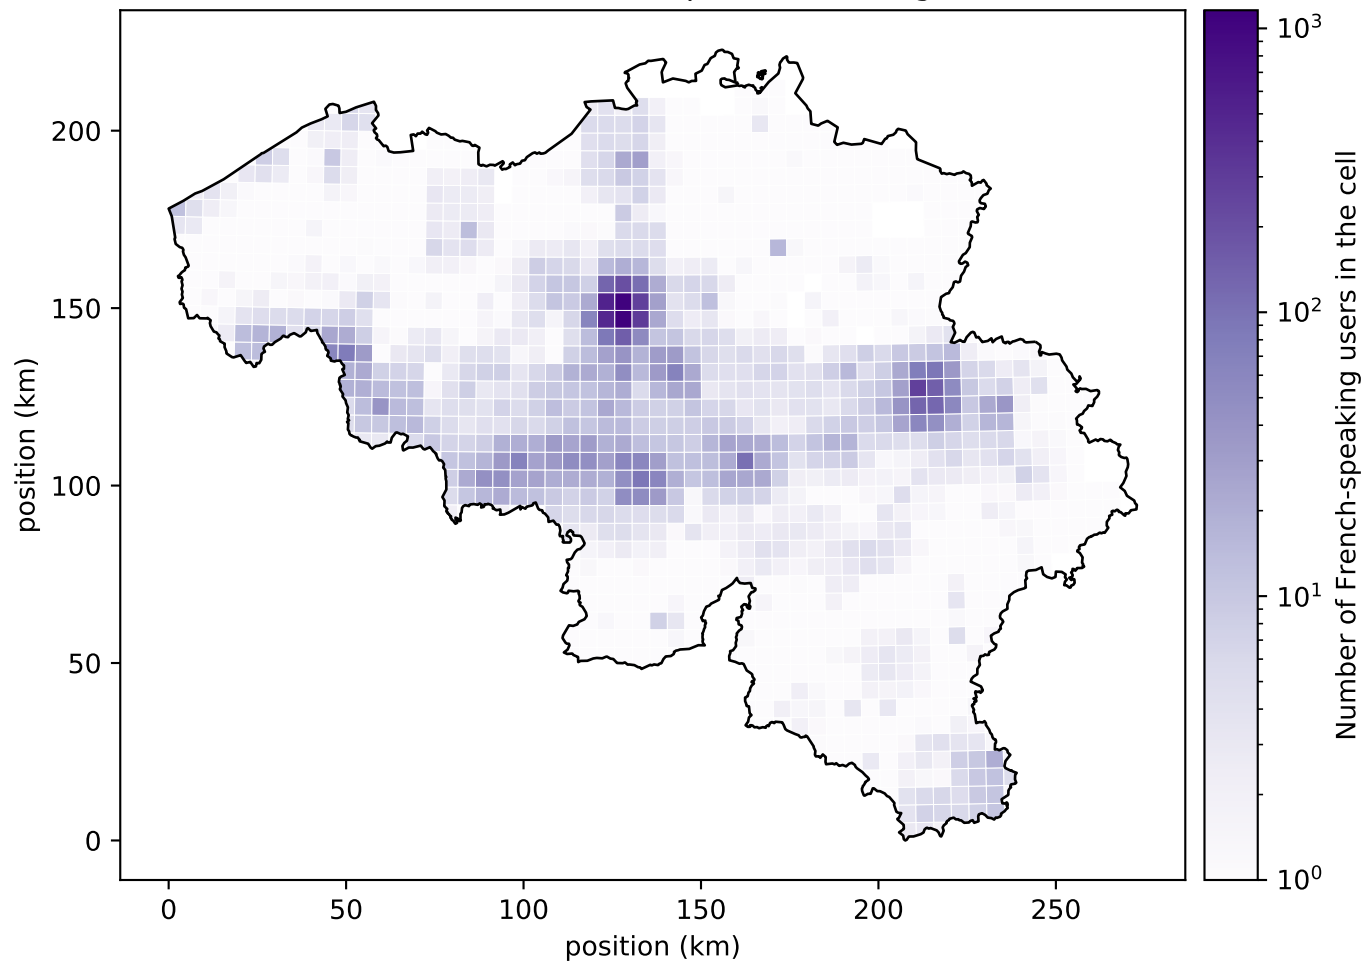 200
150
100
50
0
0 50 100 150 200 250
position (km)
position (km)
10³
10²
10¹
10⁰
Number of French-speaking users in the cell